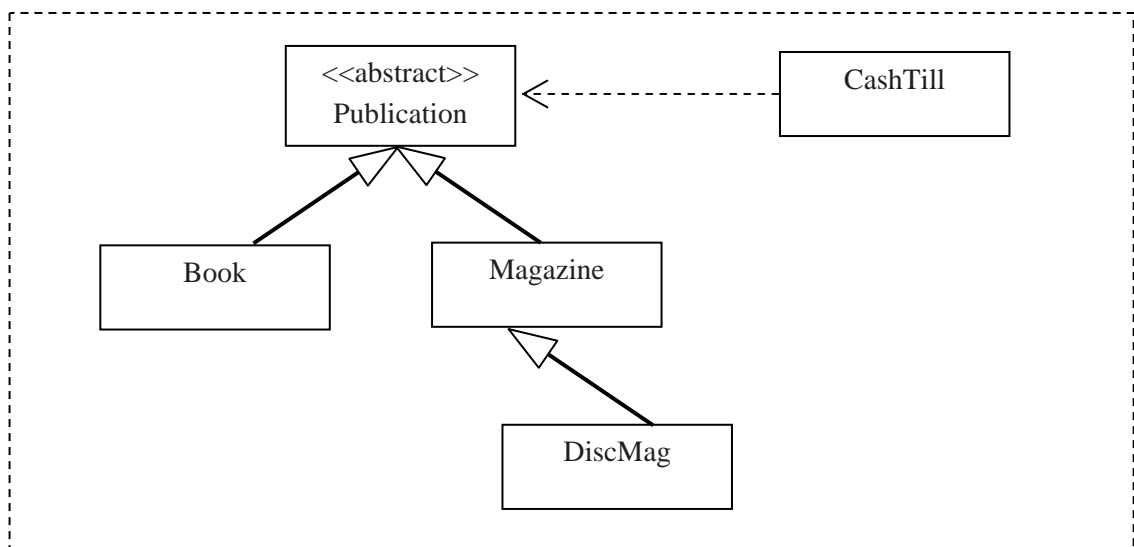 <<abstract>>
Publication
CashTill
Book
Magazine
DiscMag